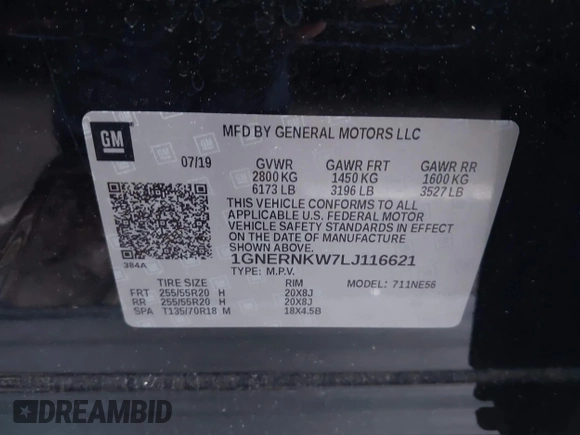 GM
MFD BY GENERAL MOTORS LLC
07/19 GVWR GAWR FRT GAWR RR
2800 KG 1450 KG 1600 KG
6173 LB 3196 LB 3527 LB
THIS VEHICLE CONFORMS TO ALL
APPLICABLE U.S. FEDERAL MOTOR
VEHICLE SAFETY STANDARDS IN EFFECT
ON THE DATE OF MANUFACTURE
SHOWN ABOVE.
384A
1GNERNKW7LJ116621
TYPE: M.P.V.
TIRE SIZE RIM MODEL: 711NE56
FRT 255/55R20 H 20X8J
RR 255/55R20 H 20X8J
SPA T135/70R18 M 18X4.5B
DREAMBID